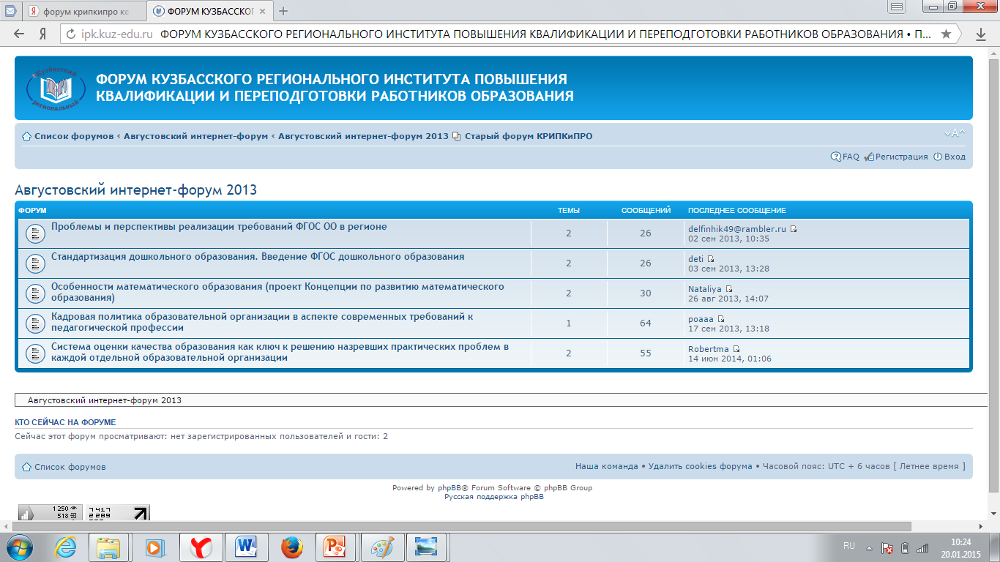 форум крипкипро ке
ФОРУМ КУЗБАССКОГ
ipk.kuz-edu.ru ФОРУМ КУЗБАССКОГО РЕГИОНАЛЬНОГО ИНСТИТУТА ПОВЫШЕНИЯ КВАЛИФИКАЦИИ И ПЕРЕПОДГОТОВКИ РАБОТНИКОВ ОБРАЗОВАНИЯ • П...
Кузбасский
региональный
ФОРУМ КУЗБАССКОГО РЕГИОНАЛЬНОГО ИНСТИТУТА ПОВЫШЕНИЯ
КВАЛИФИКАЦИИ И ПЕРЕПОДГОТОВКИ РАБОТНИКОВ ОБРАЗОВАНИЯ
Список форумов ‹ Августовский интернет-форум ‹ Августовский интернет-форум 2013 Старый форум КРИПКиПРО
FAQ Регистрация Вход
Августовский интернет-форум 2013
ФОРУМ ТЕМЫ СООБЩЕНИЙ ПОСЛЕДНЕЕ СООБЩЕНИЕ
Проблемы и перспективы реализации требований ФГОС ОО в регионе 2 26 delfinhik49@rambler.ru
02 сен 2013, 10:35
Стандартизация дошкольного образования. Введение ФГОС дошкольного образования 2 26 deti
03 сен 2013, 13:28
Особенности математического образования (проект Концепции по развитию математического
образования) 2 30 Nataliya
26 авг 2013, 14:07
Кадровая политика образовательной организации в аспекте современных требований к
педагогической профессии 1 64 poaaa
17 сен 2013, 13:18
Система оценки качества образования как ключ к решению назревших практических проблем в
каждой отдельной образовательной организации 2 55 Robertma
14 июн 2014, 01:06
Августовский интернет-форум 2013
КТО СЕЙЧАС НА ФОРУМЕ
Сейчас этот форум просматривают: нет зарегистрированных пользователей и гости: 2
Список форумов Наша команда • Удалить cookies форума • Часовой пояс: UTC + 6 часов [ Летнее время ]
Powered by phpBB® Forum Software © phpBB Group
Русская поддержка phpBB
1 250 7417
518 2289
RU 10:24
20.01.2015